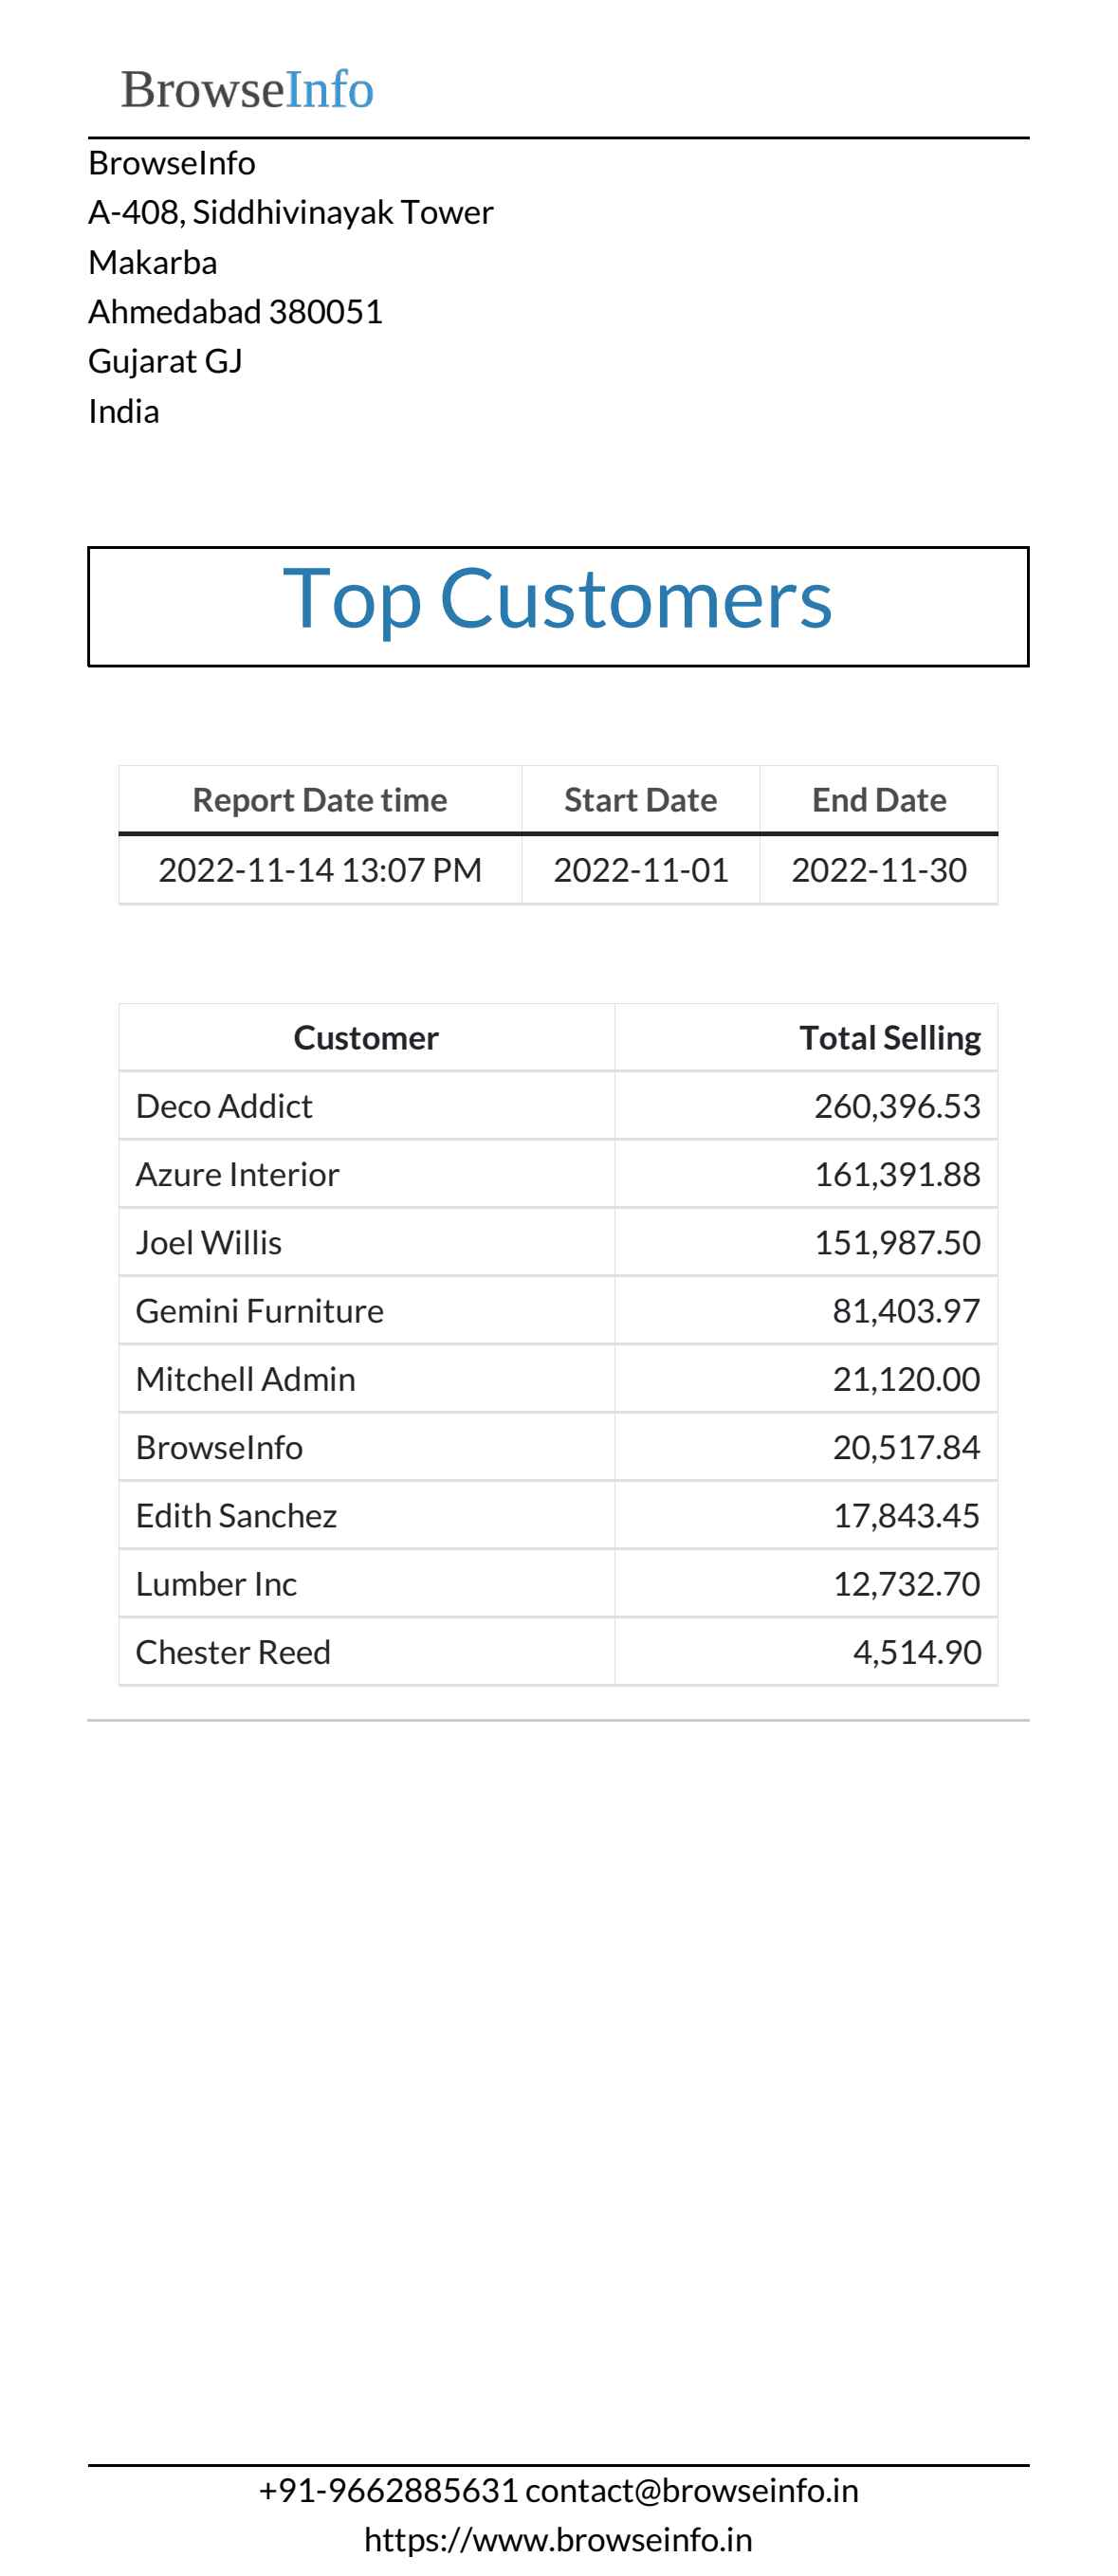 BrowseInfo
BrowseInfo
A-408, Siddhivinayak Tower
Makarba
Ahmedabad 380051
Gujarat GJ
India
Top Customers
Report Date time Start Date End Date
2022-11-14 13:07 PM 2022-11-01 2022-11-30
Customer Total Selling
Deco Addict 260,396.53
Azure Interior 161,391.88
Joel Willis 151,987.50
Gemini Furniture 81,403.97
Mitchell Admin 21,120.00
BrowseInfo 20,517.84
Edith Sanchez 17,843.45
Lumber Inc 12,732.70
Chester Reed 4,514.90
+91-9662885631 contact@browseinfo.in
https://www.browseinfo.in